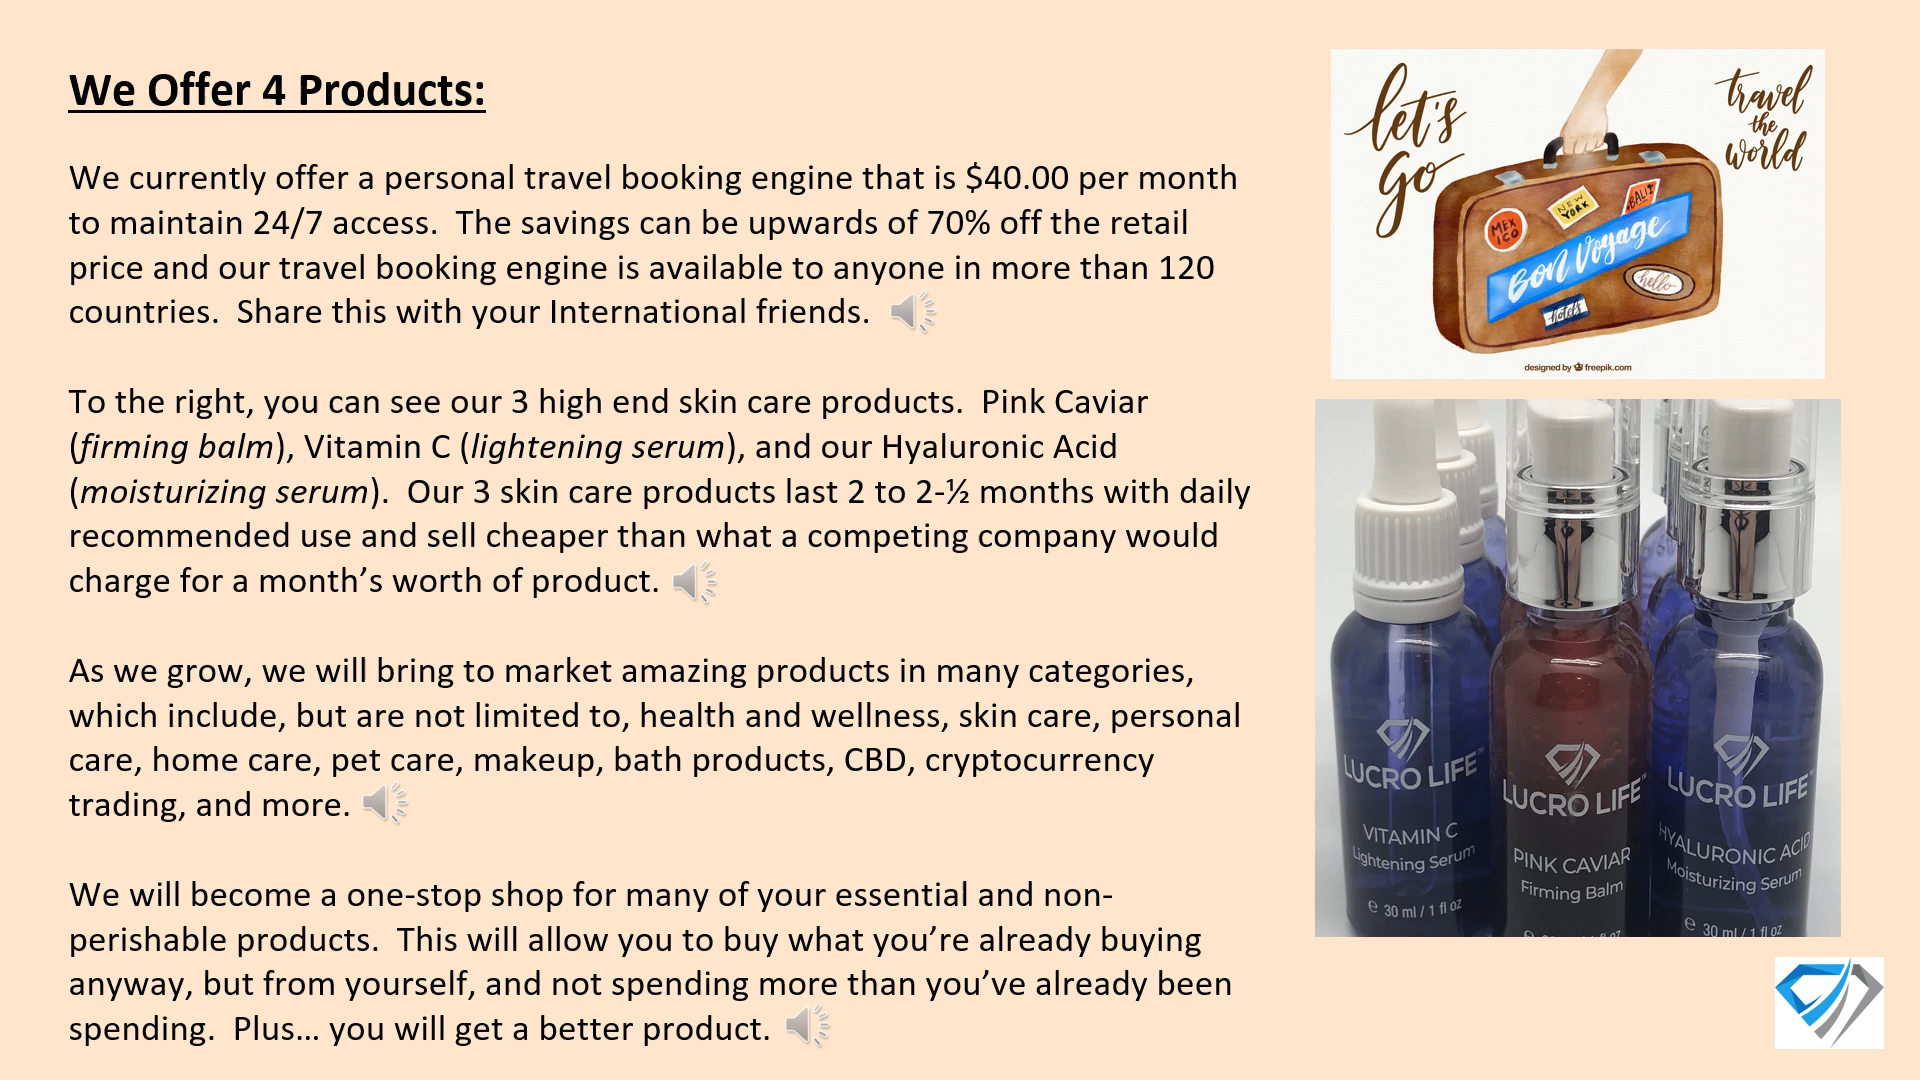 We Offer 4 Products:
We currently offer a personal travel booking engine that is $40.00 per month
to maintain 24/7 access.  The savings can be upwards of 70% off the retail
price and our travel booking engine is available to anyone in more than 120
countries.  Share this with your International friends.
To the right, you can see our 3 high end skin care products.  Pink Caviar
(firming balm), Vitamin C (lightening serum), and our Hyaluronic Acid
(moisturizing serum).  Our 3 skin care products last 2 to 2-½ months with daily
recommended use and sell cheaper than what a competing company would
charge for a month’s worth of product.
As we grow, we will bring to market amazing products in many categories,
which include, but are not limited to, health and wellness, skin care, personal
care, home care, pet care, makeup, bath products, CBD, cryptocurrency
trading, and more.
We will become a one-stop shop for many of your essential and non-
perishable products.  This will allow you to buy what you’re already buying
anyway, but from yourself, and not spending more than you’ve already been
spending.  Plus… you will get a better product.
let's
Go
travel
the
world
MEX
ICO
NEW
YORK
BALI
Bon Voyage
hello
hotels
designed by freepik.com
LUCRO LIFE™
VITAMIN C
Lightening Serum
℮ 30 ml / 1 fl oz
LUCRO LIFE™
PINK CAVIAR
Firming Balm
LUCRO LIFE™
HYALURONIC ACID
Moisturizing Serum
℮ 30 ml / 1 fl oz